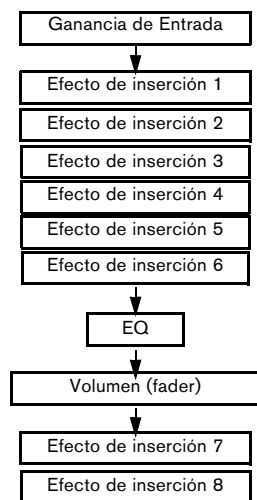 Ganancia de Entrada
Efecto de inserción 1
Efecto de inserción 2
Efecto de inserción 3
Efecto de inserción 4
Efecto de inserción 5
Efecto de inserción 6
EQ
Volumen (fader)
Efecto de inserción 7
Efecto de inserción 8